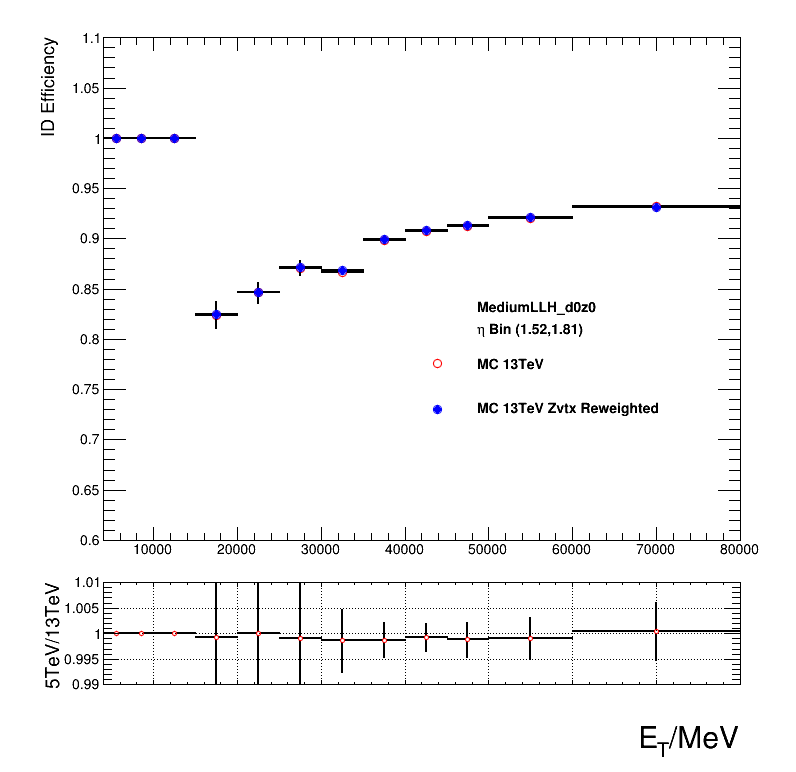 1.1
1.05
1
0.95
0.9
0.85
0.8
0.75
0.7
0.65
0.6
ID Efficiency
MediumLLH_d0z0
η Bin (1.52,1.81)
MC 13TeV
MC 13TeV Zvtx Reweighted
10000 20000 30000 40000 50000 60000 70000 80000
1.01
1.005
1
0.995
0.99
5TeV/13TeV
E_T/MeV